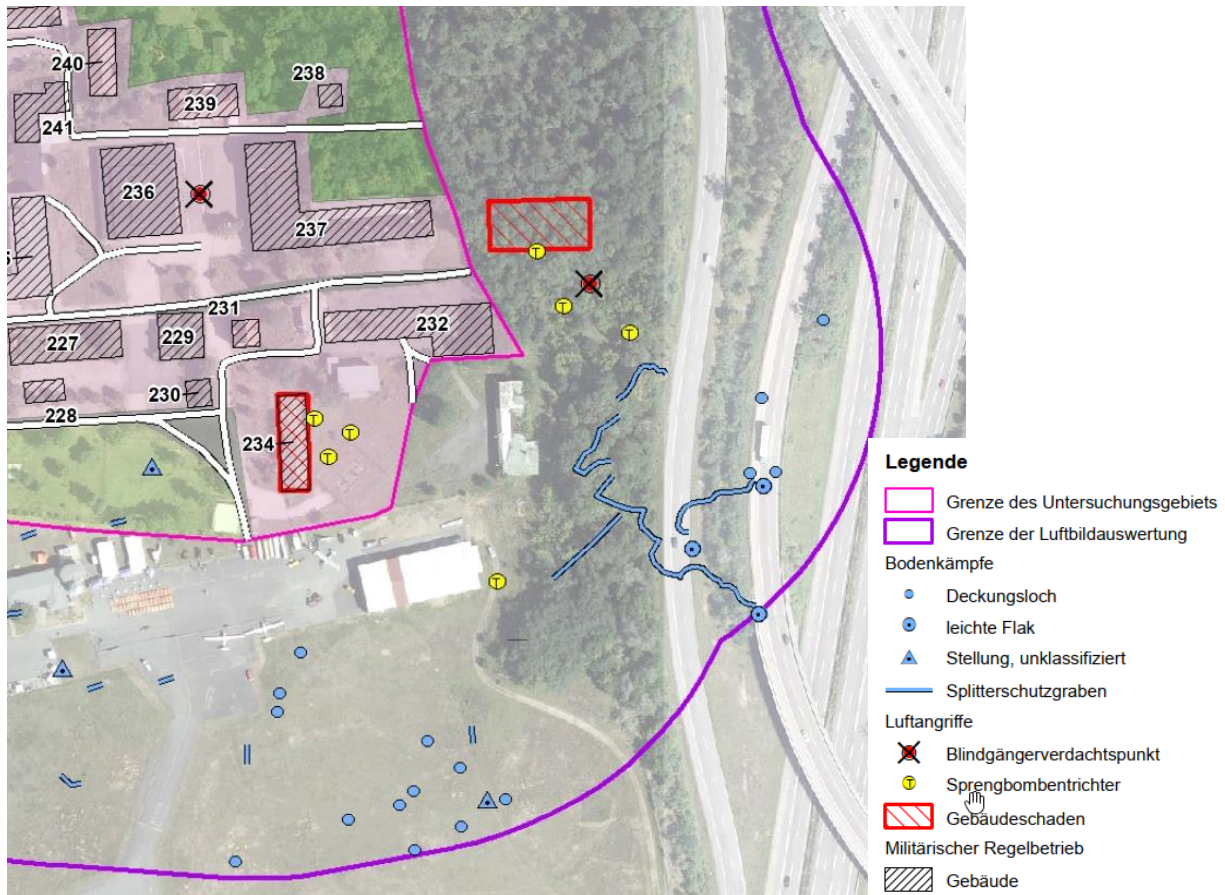 240
238
239
241
236
237
231
232
227
229
230
228
234
T
T
T
T
T
T
T
Legende
Grenze des Untersuchungsgebiets
Grenze der Luftbildauswertung
Bodenkämpfe
Deckungsloch
leichte Flak
Stellung, unklassifiziert
Splitterschutzgraben
Luftangriffe
Blindgängerverdachtspunkt
T Sprengbombentrichter
Gebäudeschaden
Militärischer Regelbetrieb
Gebäude